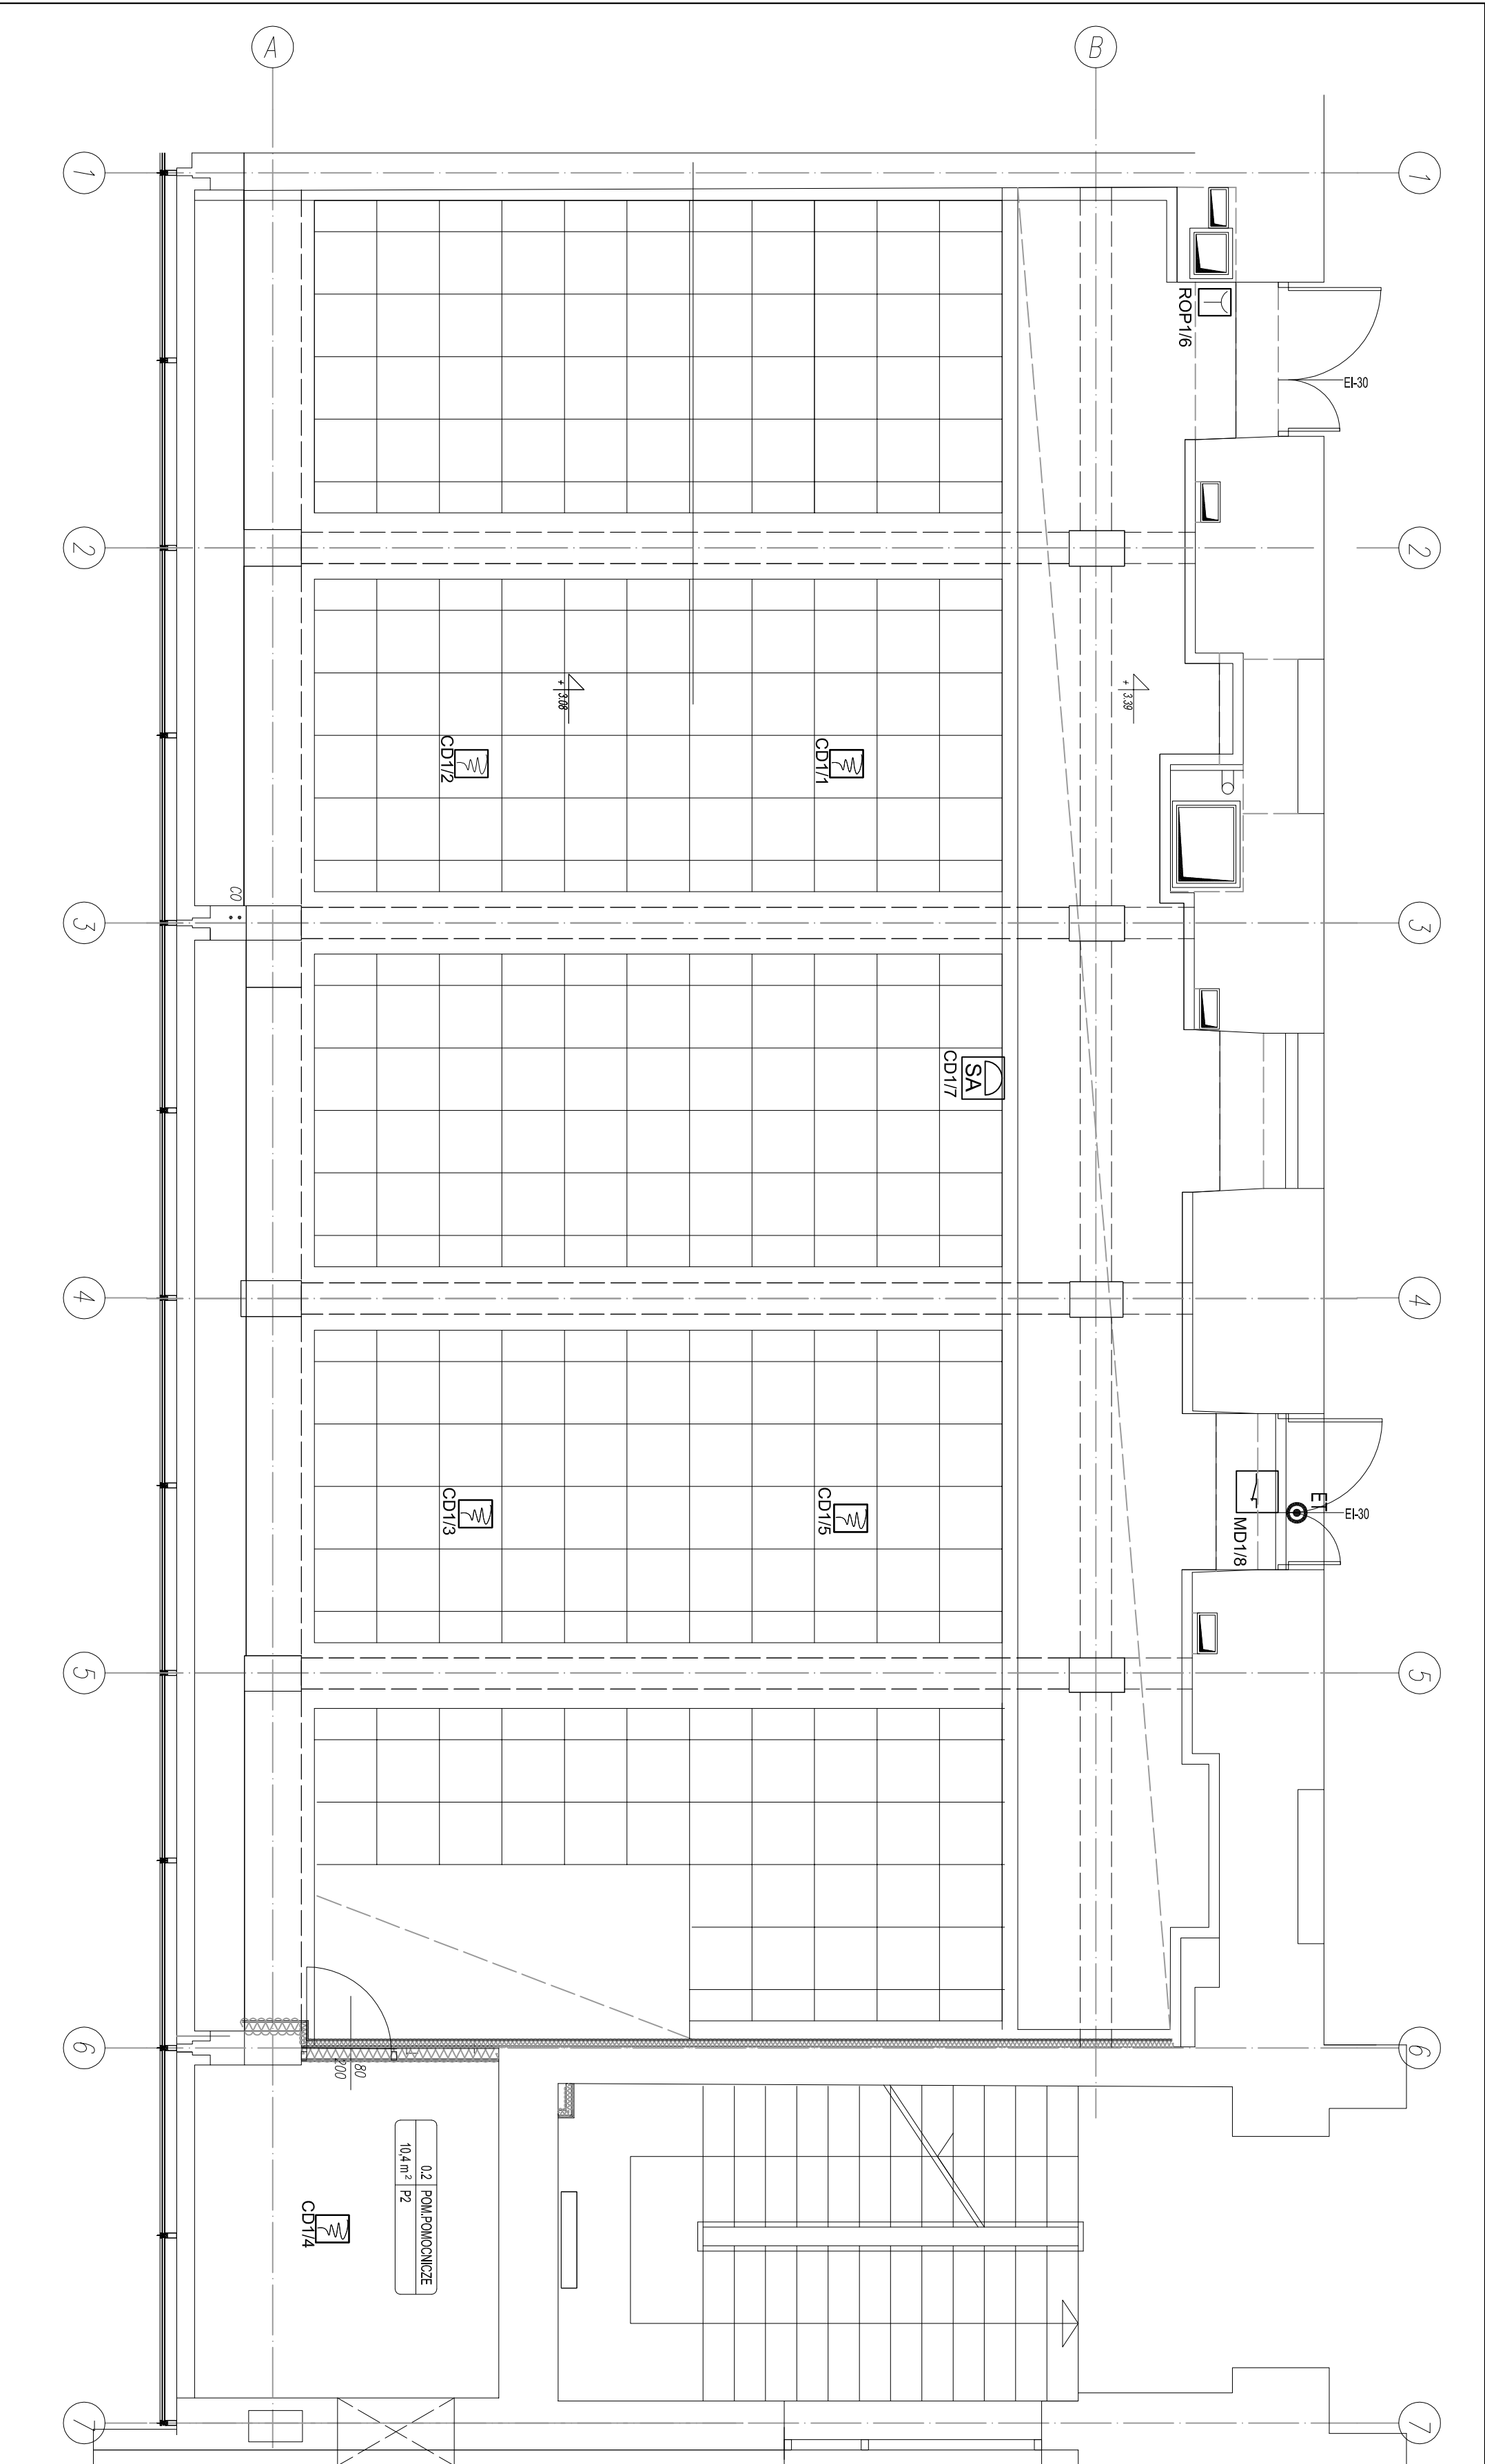 A
B
1
1
ROP1/6
EI-30
2
2
+ 3.08
+ 3.39
CD1/2
CD1/1
CO
3
3
SA
CD1/7
4
4
CD1/3
CD1/5
ET
EI-30
MD1/8
5
5
6
6
80
200
0.2 POM.POMOCNICZE
10,4 m² P2
CD1/4
7
7